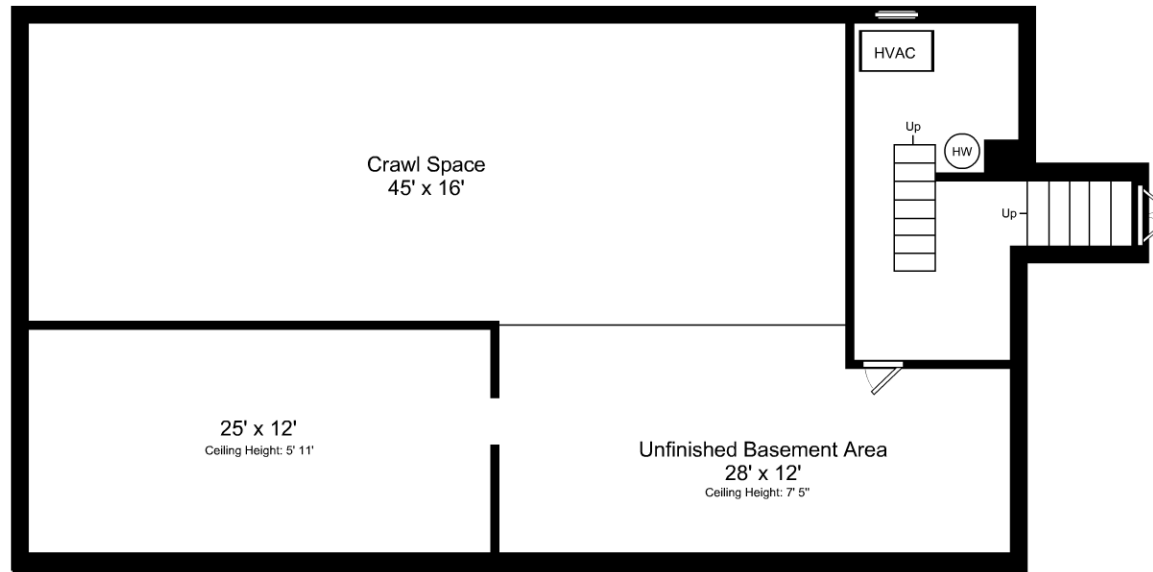 HVAC
Up
HW
Crawl Space
45' x 16'
Up
25' x 12'
Ceiling Height: 5' 11'
Unfinished Basement Area
28' x 12'
Ceiling Height: 7' 5"